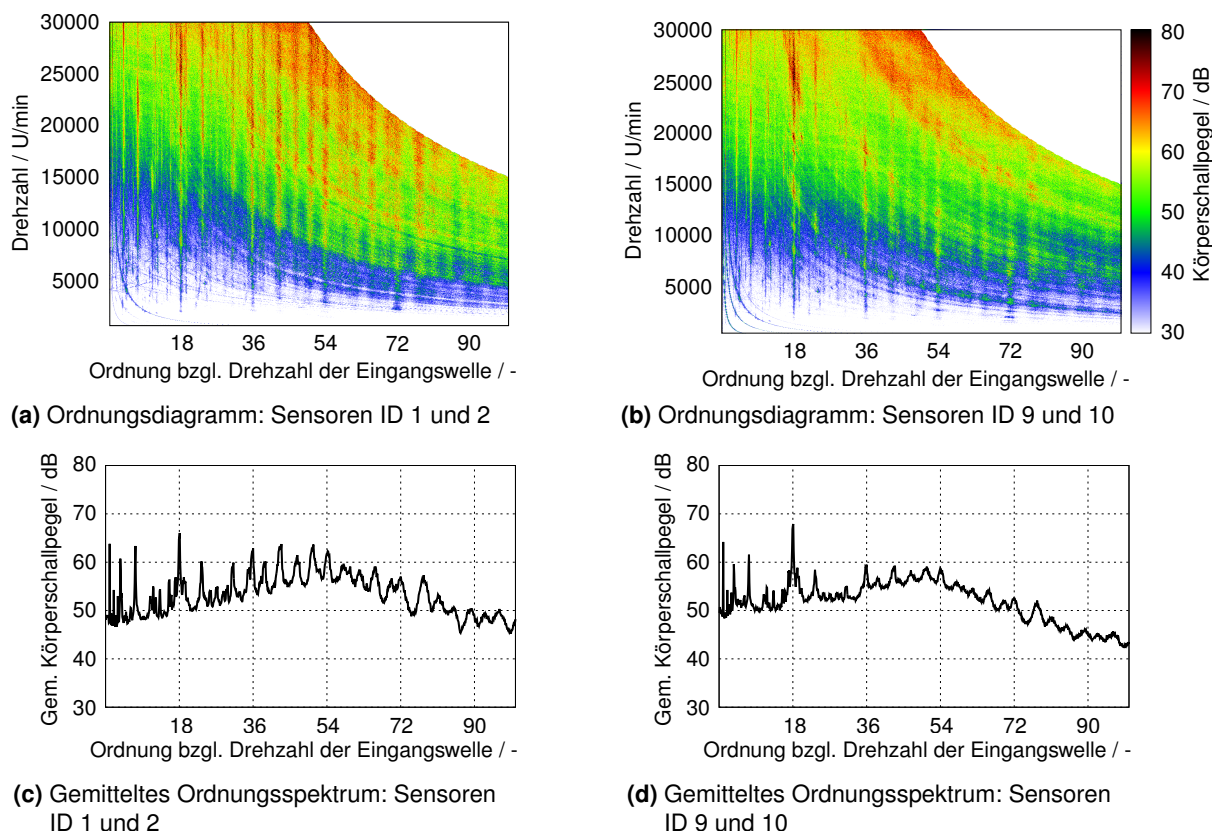 30000
25000
20000
15000
10000
5000
Drehzahl / U/min
18 36 54 72 90
Ordnung bzgl. Drehzahl der Eingangswelle / -
(a) Ordnungsdiagramm: Sensoren ID 1 und 2
30000
25000
20000
15000
10000
5000
Drehzahl / U/min
18 36 54 72 90
Ordnung bzgl. Drehzahl der Eingangswelle / -
80
70
60
50
40
30
Körperschallpegel / dB
(b) Ordnungsdiagramm: Sensoren ID 9 und 10
80
70
60
50
40
30
Gem. Körperschallpegel / dB
18 36 54 72 90
Ordnung bzgl. Drehzahl der Eingangswelle / -
(c) Gemitteltes Ordnungsspektrum: Sensoren
ID 1 und 2
80
70
60
50
40
30
Gem. Körperschallpegel / dB
18 36 54 72 90
Ordnung bzgl. Drehzahl der Eingangswelle / -
(d) Gemitteltes Ordnungsspektrum: Sensoren
ID 9 und 10